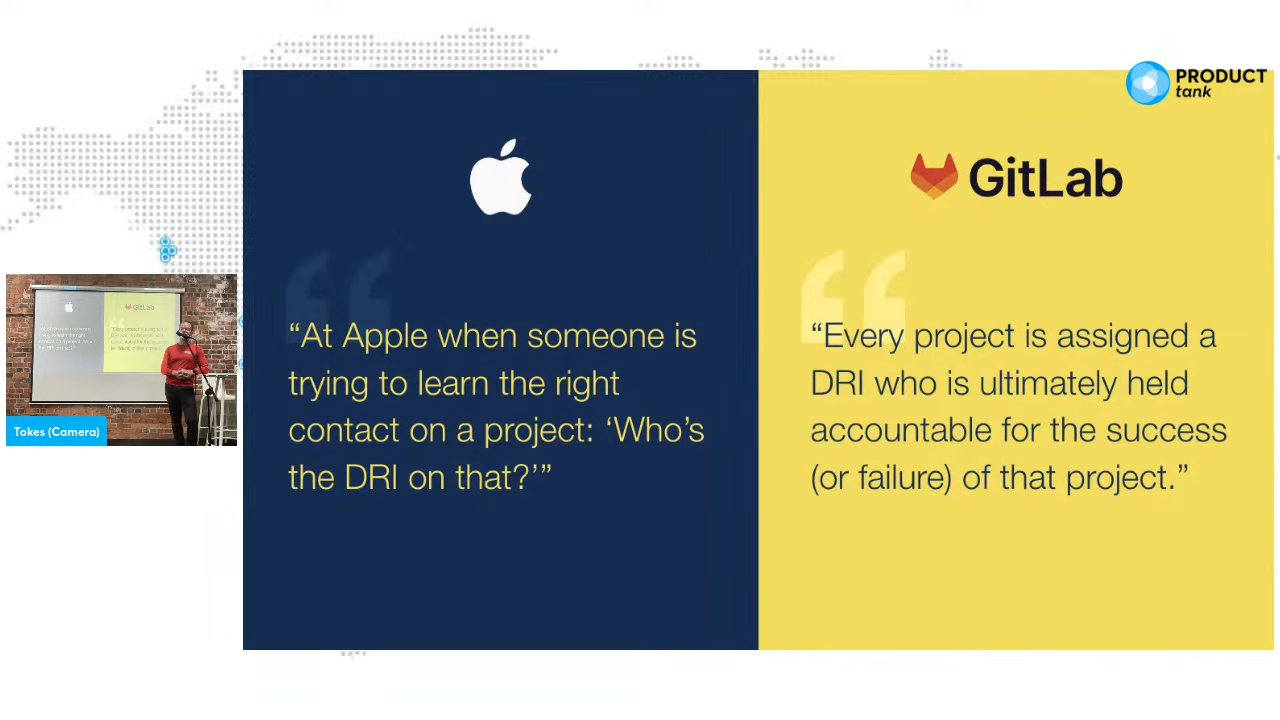 PRODUCT
tank
GitLab
“At Apple when someone is
trying to learn the right
contact on a project: ‘Who’s
the DRI on that?’”
“Every project is assigned a
DRI who is ultimately held
accountable for the success
(or failure) of that project.”
GitLab
Tokes (Camera)